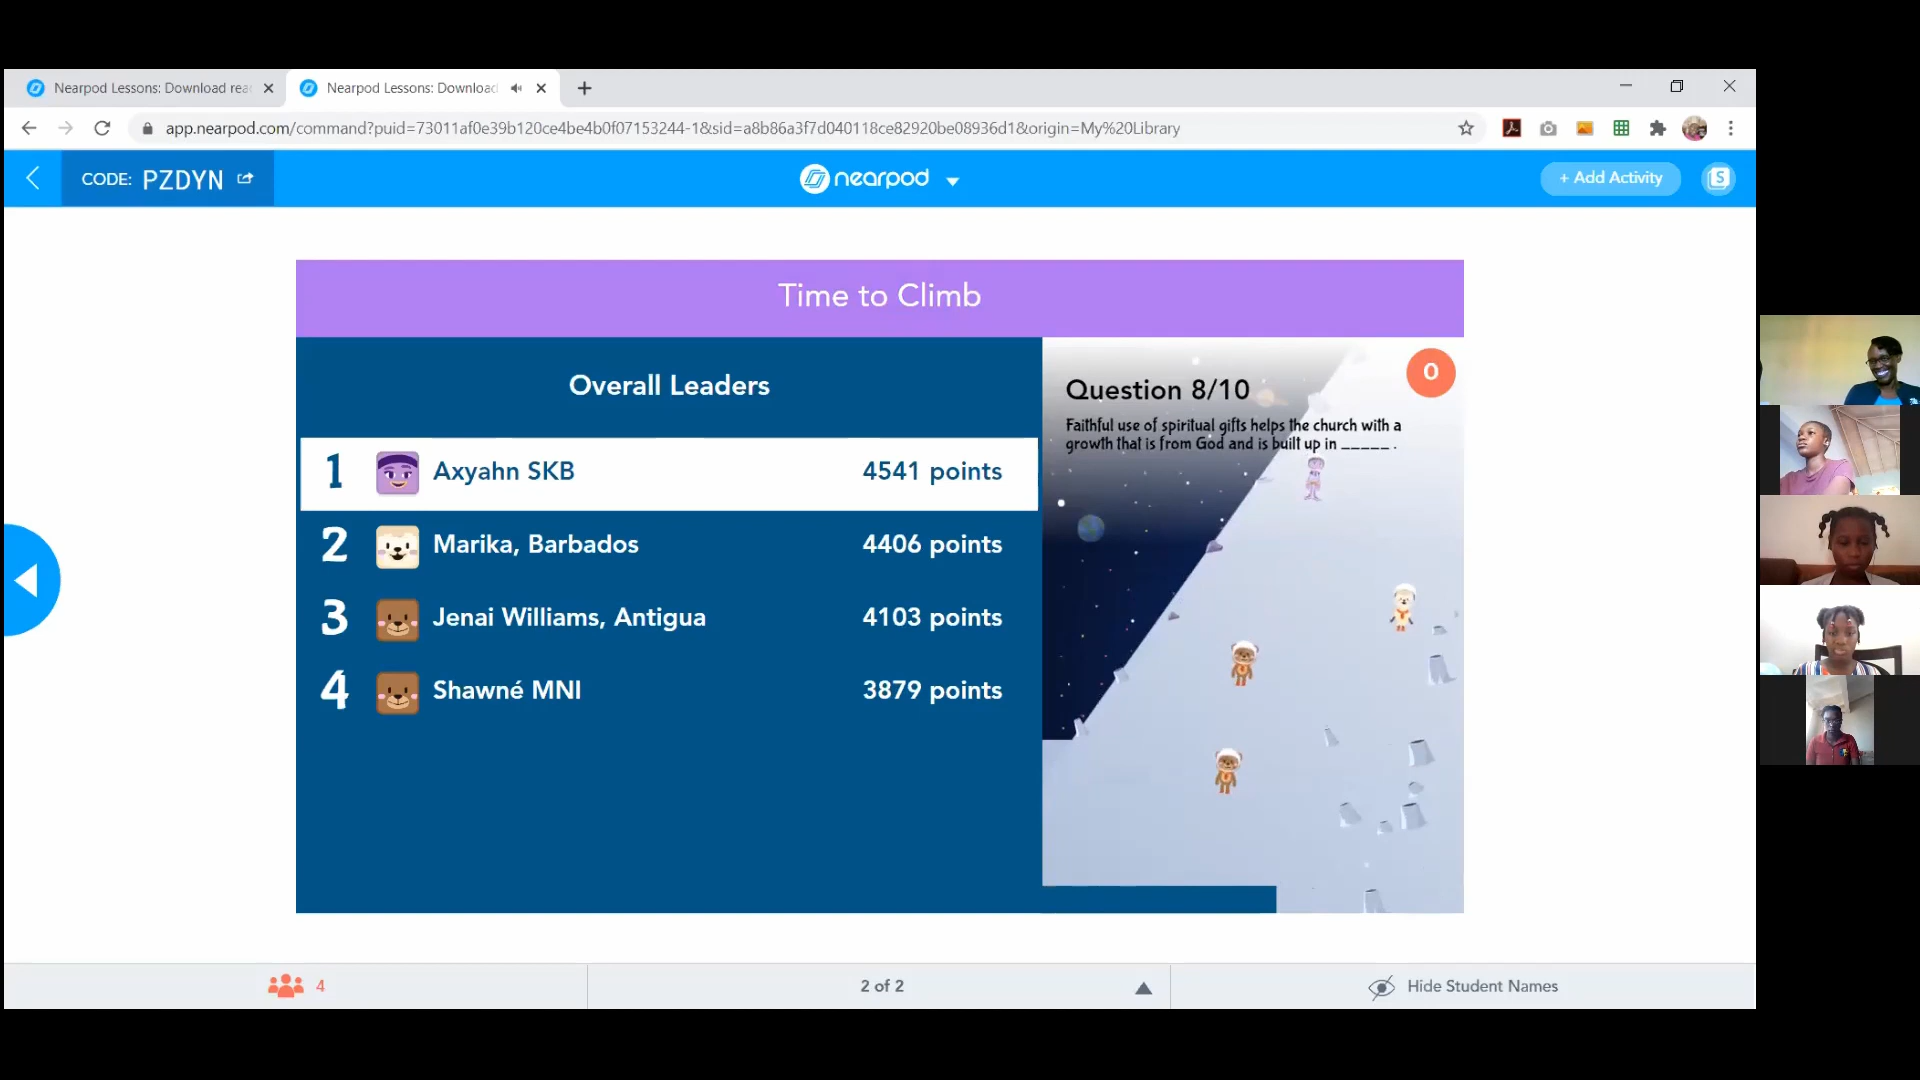 Nearpod Lessons: Download rea
Nearpod Lessons: Download
app.nearpod.com/command?puid=73011af0e39b120ce4be4b0f07153244-1&sid=a8b86a3f7d040118ce82920be08936d1&origin=My%20Library
CODE: PZDYN
nearpod
+ Add Activity
S
Time to Climb
Overall Leaders
1 Axyahn SKB 4541 points
2 Marika, Barbados 4406 points
3 Jenai Williams, Antigua 4103 points
4 Shawné MNI 3879 points
0
Question 8/10
Faithful use of spiritual gifts helps the church with a
growth that is from God and is built up in _____ .
4
2 of 2
Hide Student Names